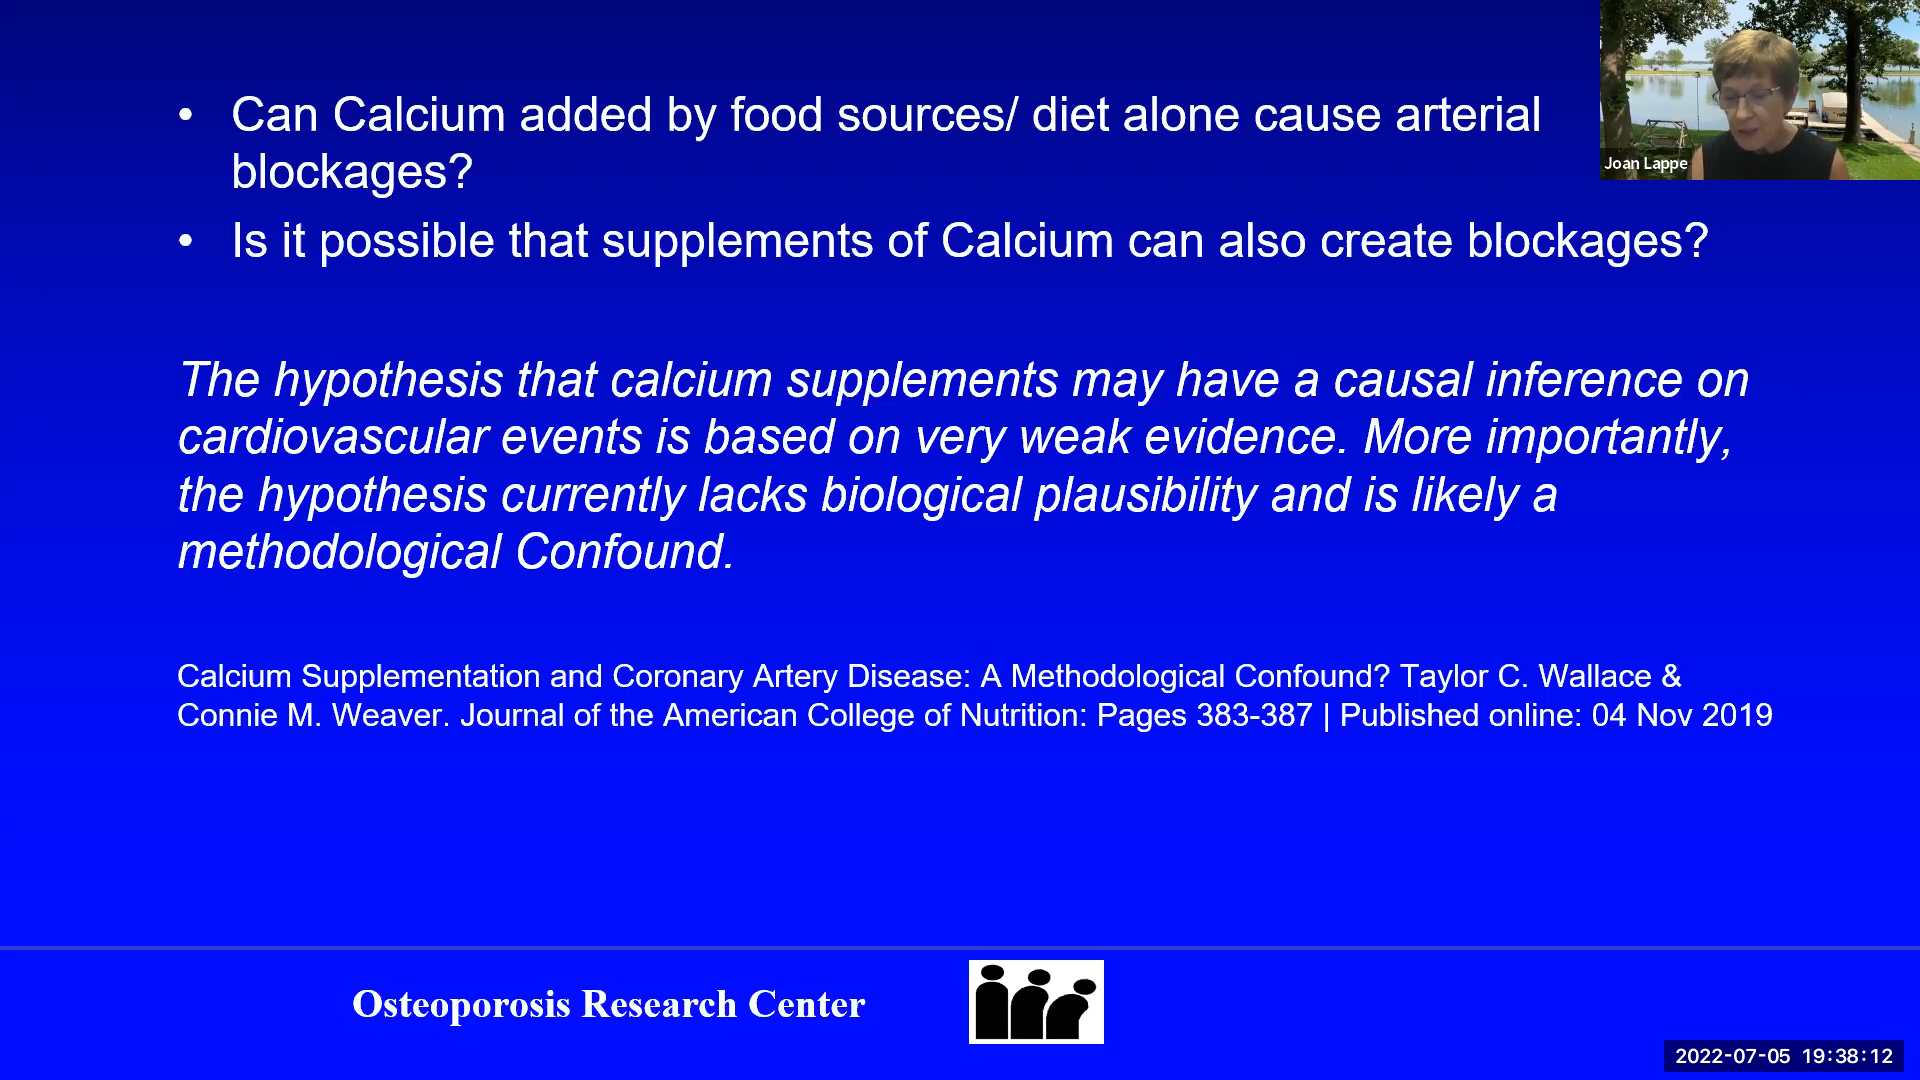 • Can Calcium added by food sources/ diet alone cause arterial
blockages?
• Is it possible that supplements of Calcium can also create blockages?
The hypothesis that calcium supplements may have a causal inference on
cardiovascular events is based on very weak evidence. More importantly,
the hypothesis currently lacks biological plausibility and is likely a
methodological Confound.
Calcium Supplementation and Coronary Artery Disease: A Methodological Confound? Taylor C. Wallace &
Connie M. Weaver. Journal of the American College of Nutrition: Pages 383-387 | Published online: 04 Nov 2019
Joan Lappe
Osteoporosis Research Center
2022-07-05 19:38:12